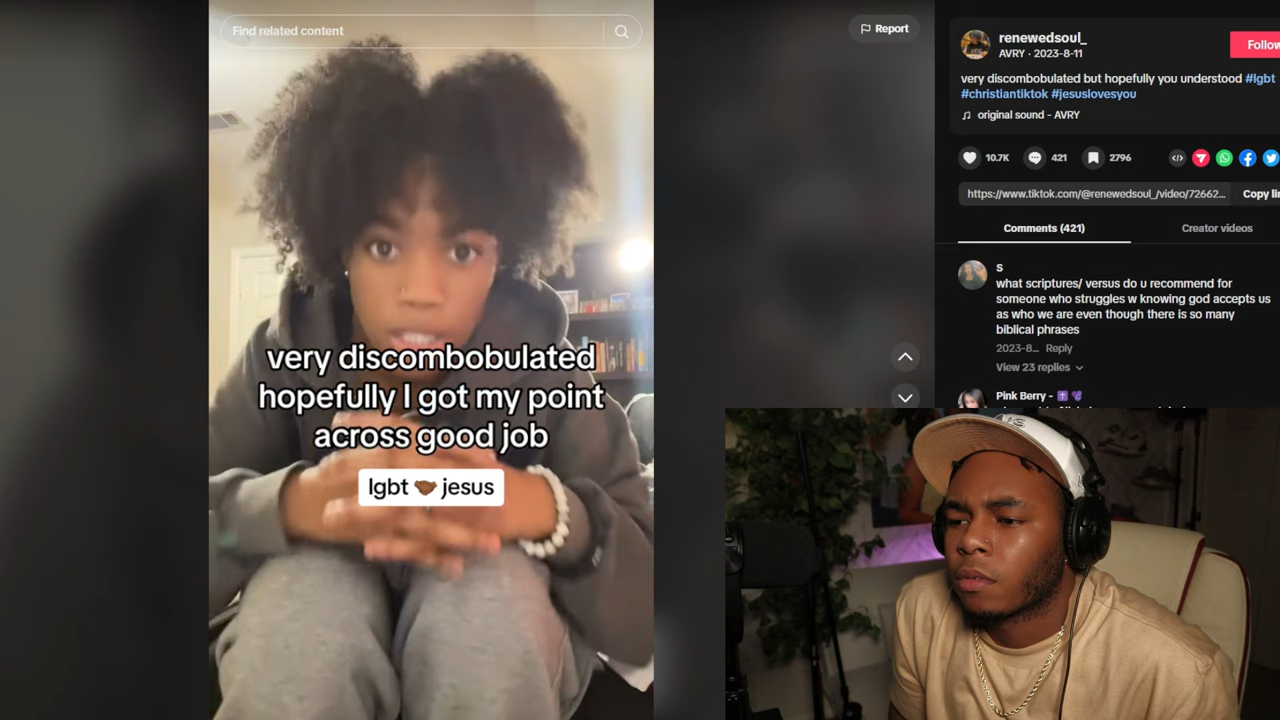 Find related content
Report
very discombobulated
hopefully I got my point
across good job
lgbt 🤝🏾 jesus
renewedsoul_
AVRY · 2023-8-11
Follow
very discombobulated but hopefully you understood #lgbt
#christiantiktok #jesuslovesyou
original sound - AVRY
10.7K
421
2796
https://www.tiktok.com/@renewedsoul_/video/72662...
Copy lin
Comments (421)
Creator videos
S
what scriptures/ versus do u recommend for
someone who struggles w knowing god accepts us
as who we are even though there is so many
biblical phrases
2023-8... Reply
View 23 replies
Pink Berry - ✝️